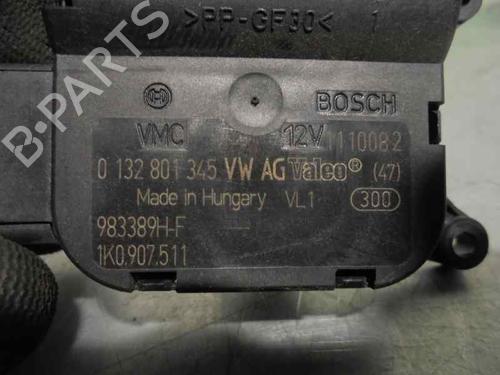 >PP-GF30< 1
BOSCH
VMC 12V 1110082
0 132 801 345 VW AG Valeo® (47)
Made in Hungary VL1 300
983389H-F
1K0.907.511
B-PARTS